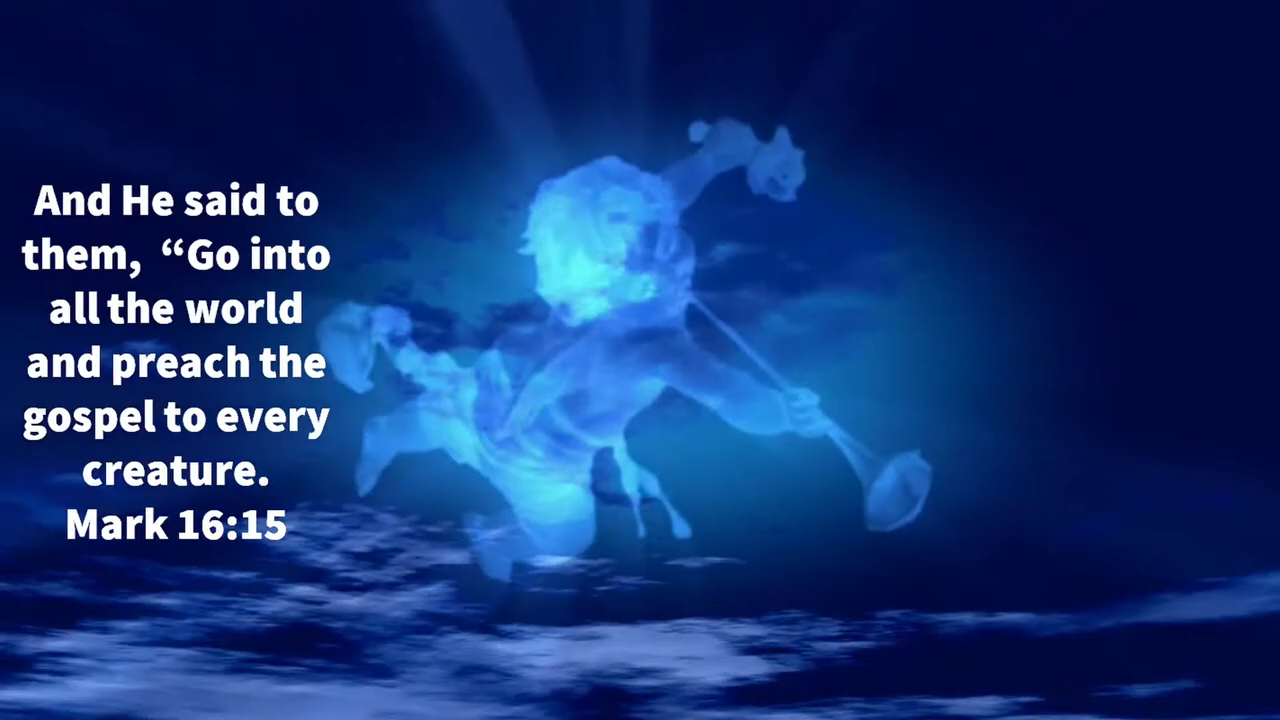 And He said to
them,  “Go into
all the world
and preach the
gospel to every
creature.
Mark 16:15